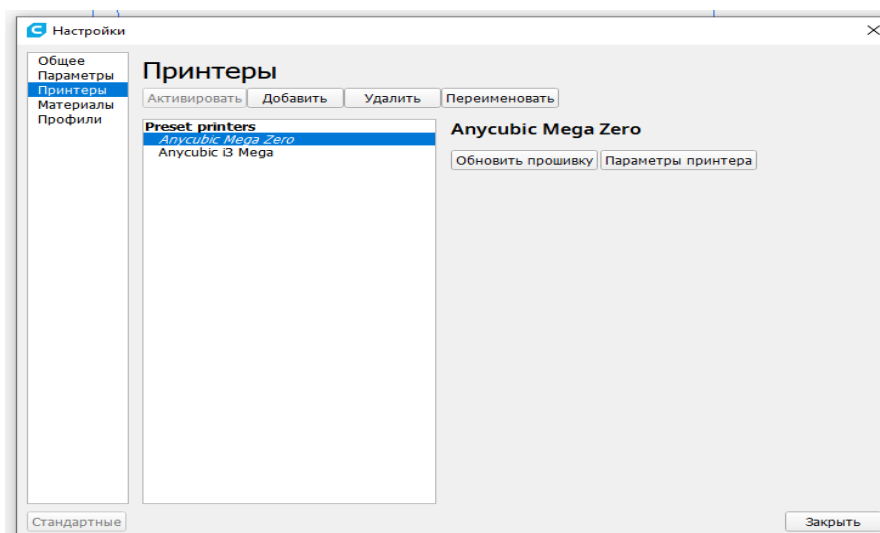 Настройки
Общее
Параметры
Принтеры
Материалы
Профили
Принтеры
Активировать Добавить Удалить Переименовать
Preset printers
Anycubic Mega Zero
Anycubic i3 Mega
Anycubic Mega Zero
Обновить прошивку Параметры принтера
Стандартные
Закрыть